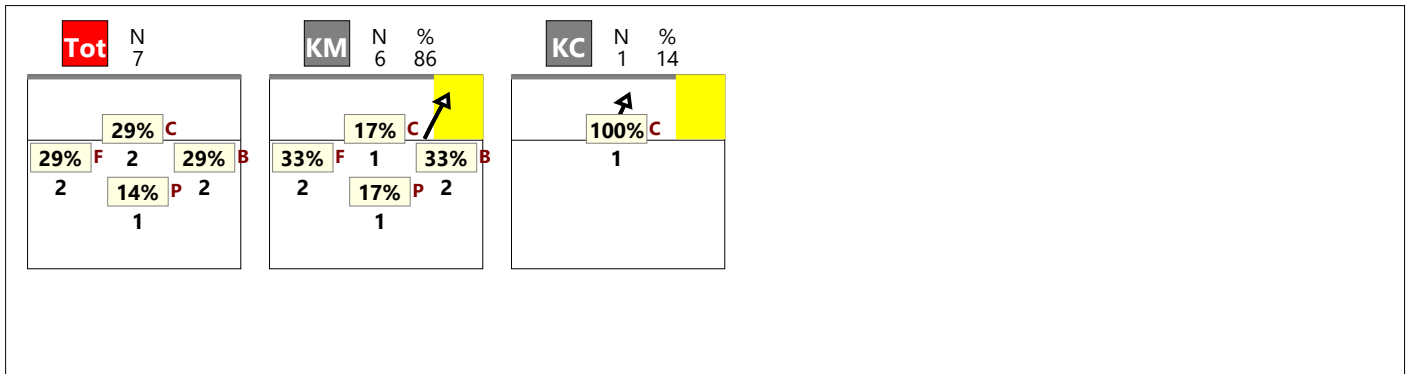 Tot N
7
29% C
2
29% F
2
29% B
2
14% P
1
KM N %
6 86
17% C
1
33% F
2
33% B
2
17% P
1
KC N %
1 14
100% C
1